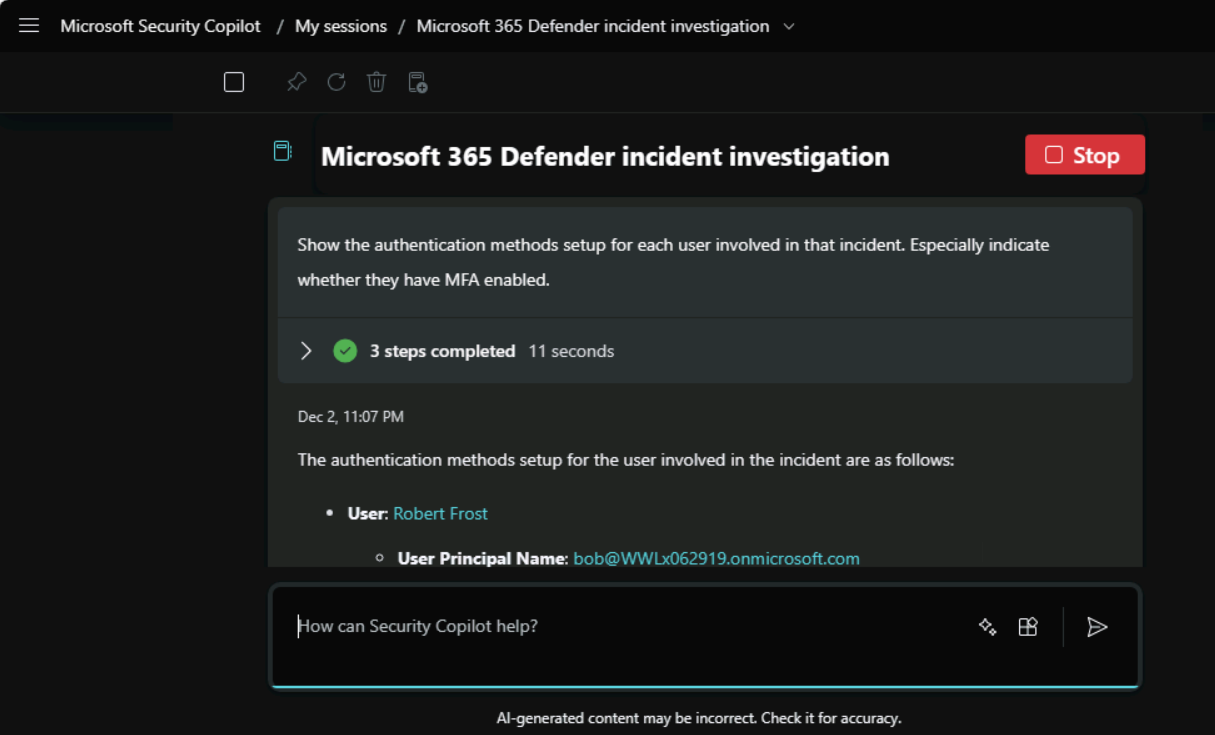 Microsoft Security Copilot / My sessions / Microsoft 365 Defender incident investigation
Microsoft 365 Defender incident investigation
Stop
Show the authentication methods setup for each user involved in that incident. Especially indicate
whether they have MFA enabled.
3 steps completed 11 seconds
Dec 2, 11:07 PM
The authentication methods setup for the user involved in the incident are as follows:
• User: Robert Frost
○ User Principal Name: bob@WWLx062919.onmicrosoft.com
How can Security Copilot help?
AI-generated content may be incorrect. Check it for accuracy.